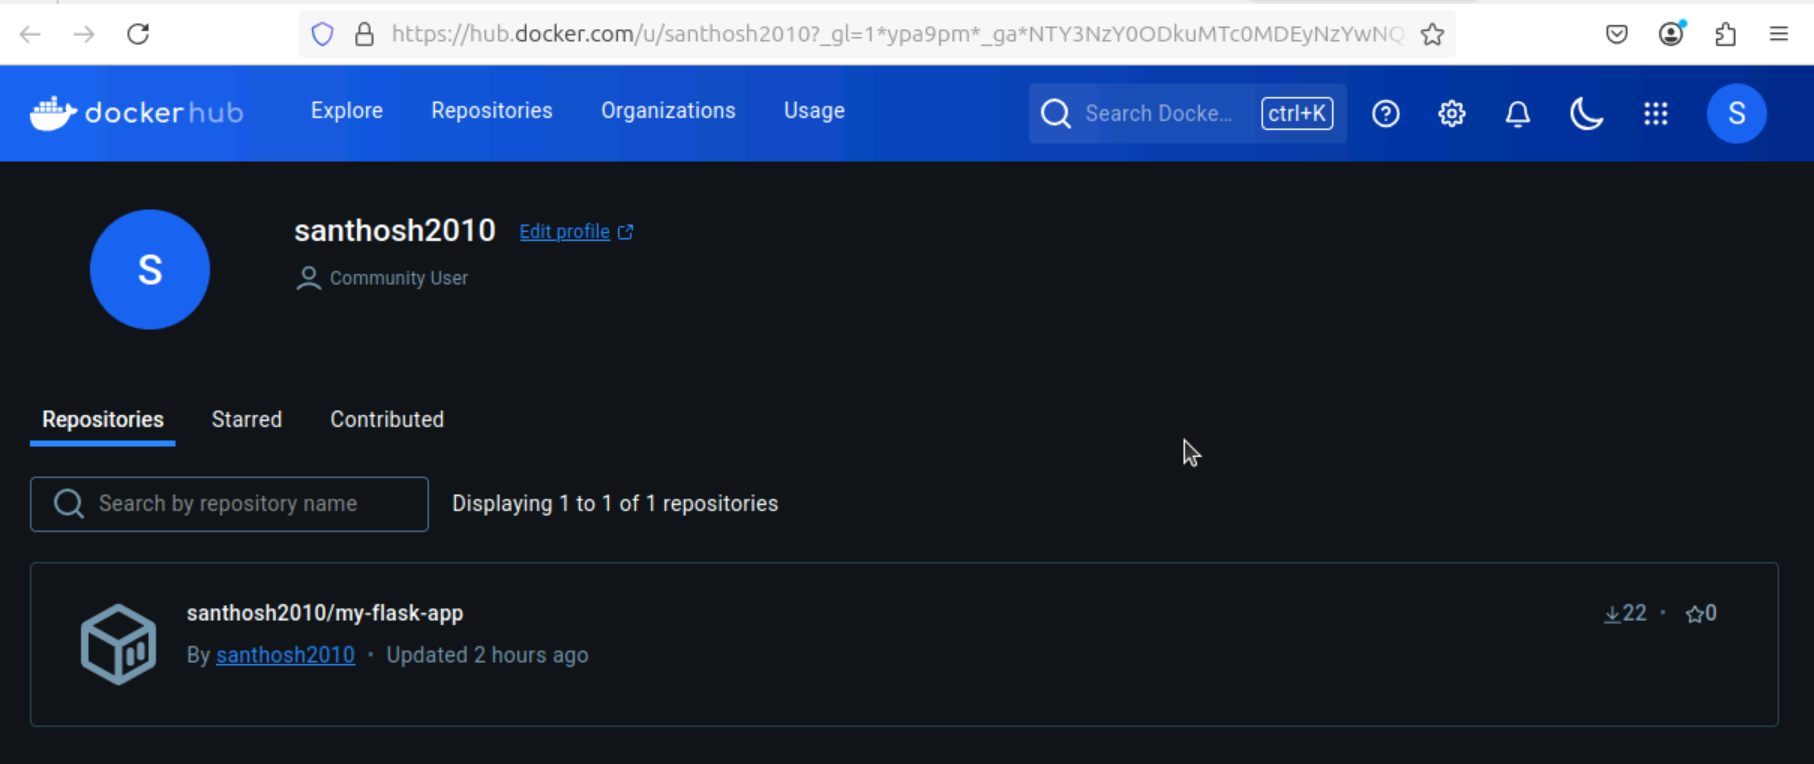 https://hub.docker.com/u/santhosh2010?_gl=1*ypa9pm*_ga*NTY3NzY0ODkuMTc0MDEyNzYwNQ
dockerhub Explore Repositories Organizations Usage Search Docke... ctrl+K S
S
santhosh2010 Edit profile
Community User
Repositories Starred Contributed
Search by repository name Displaying 1 to 1 of 1 repositories
santhosh2010/my-flask-app 22 · 0
By santhosh2010 · Updated 2 hours ago